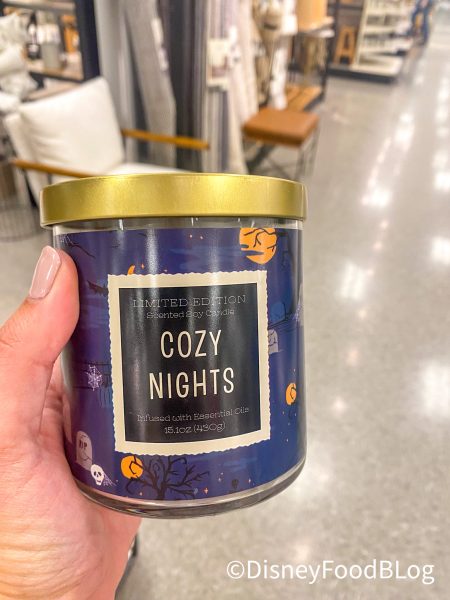 LIMITED EDITION
Scented Soy Candle
COZY
NIGHTS
Infused with Essential Oils
15.1oz (430g)
©DisneyFoodBLog